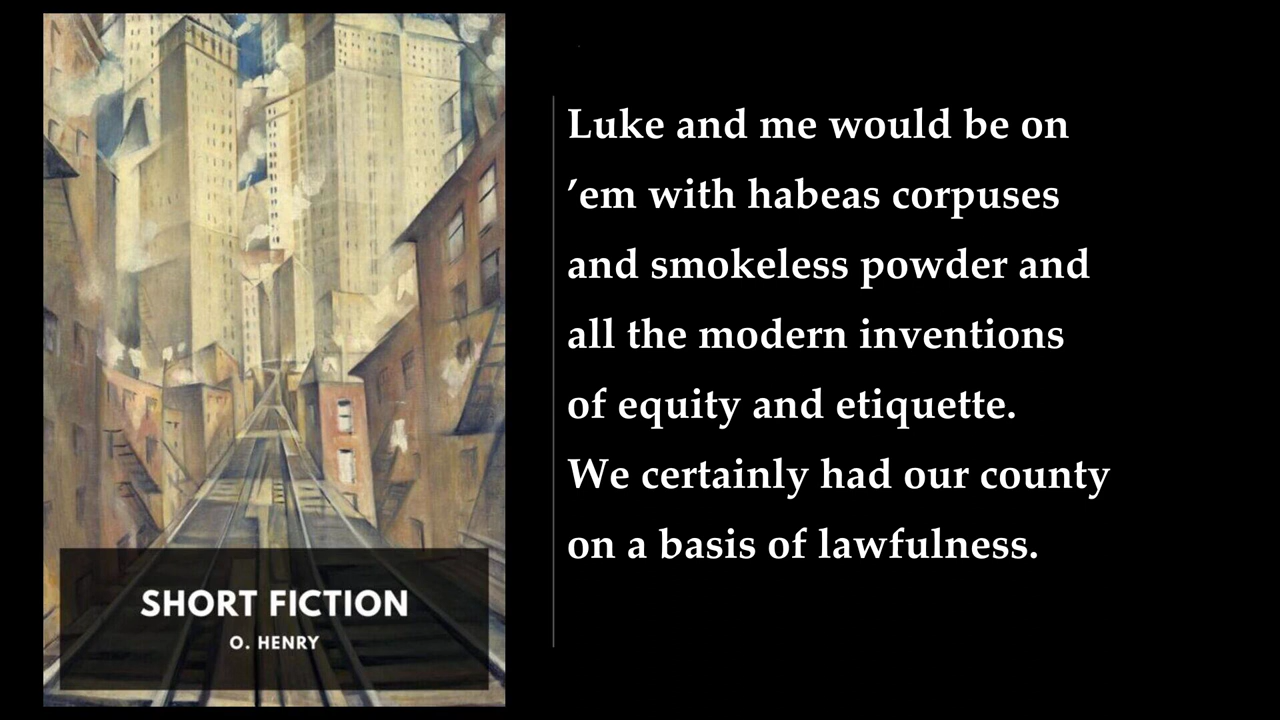 Luke and me would be on
’em with habeas corpuses
and smokeless powder and
all the modern inventions
of equity and etiquette.
We certainly had our county
on a basis of lawfulness.
SHORT FICTION
O. HENRY